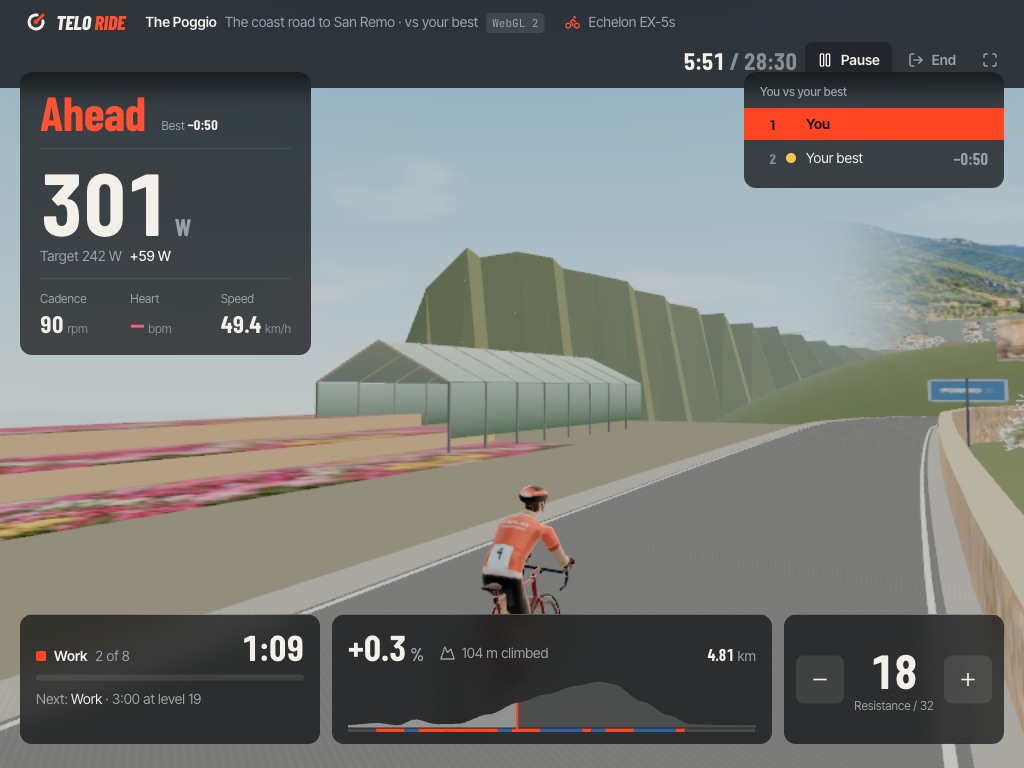 TELO RIDE The Poggio The coast road to San Remo · vs your best WebGL 2 Echelon EX-5s
5:51 / 28:30 Pause End
Ahead Best −0:50
301 W
Target 242 W +59 W
Cadence Heart Speed
90 rpm — bpm 49.4 km/h
You vs your best
1 You
2 Your best −0:50
4
Work 2 of 8 1:09
Next: Work · 3:00 at level 19
+0.3 % 104 m climbed 4.81 km
− 18 +
Resistance / 32